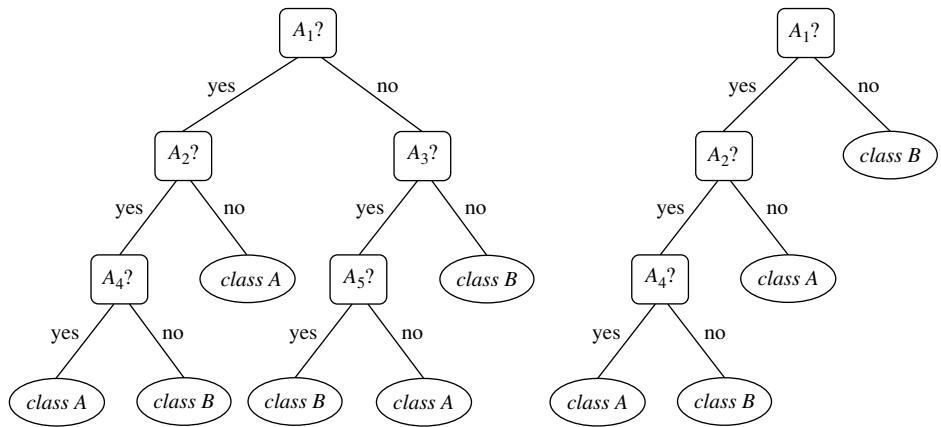 A₁?
yes
no
A₂?
A₃?
yes
no
yes
no
A₄?
class A
A₅?
class B
yes
no
yes
no
class A
class B
class B
class A
A₁?
yes
no
A₂?
class B
yes
no
A₄?
class A
yes
no
class A
class B